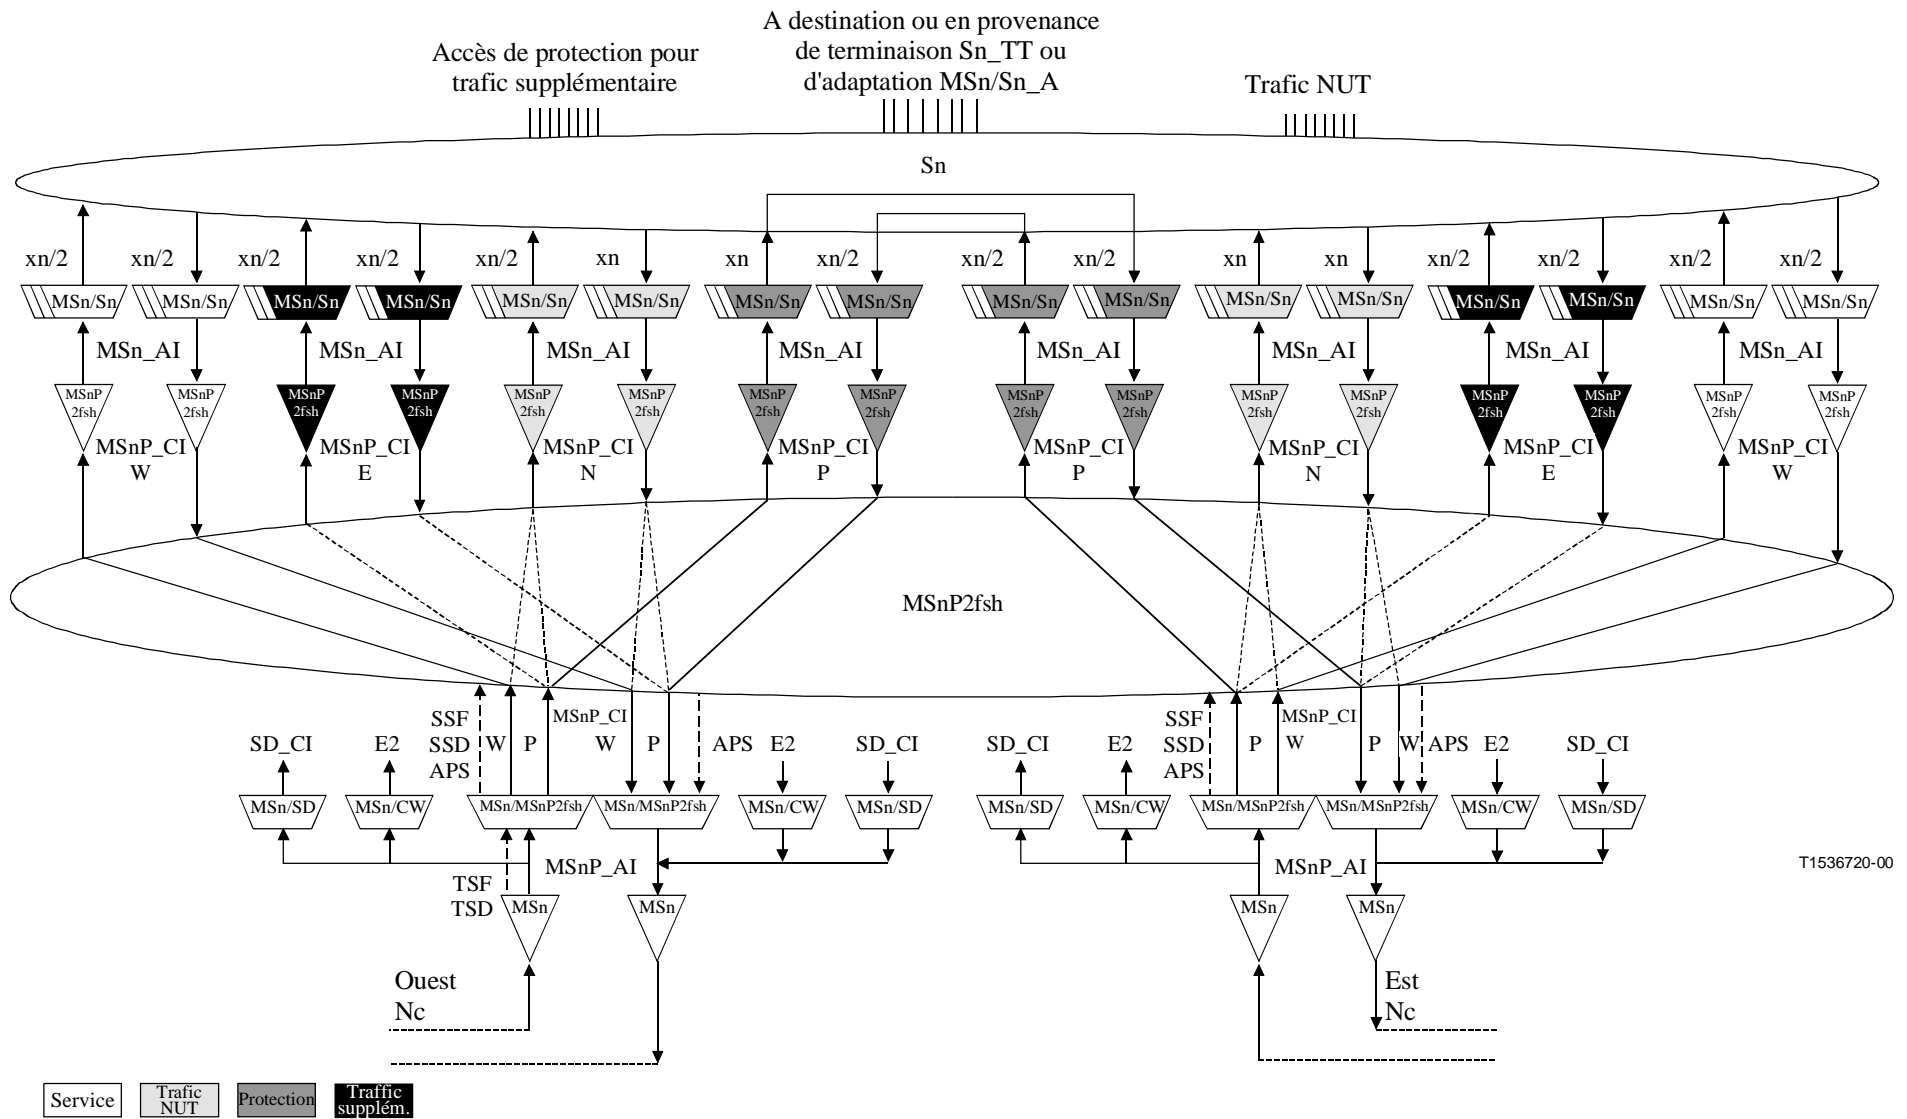 A destination ou en provenance
de terminaison Sn_TT ou
d'adaptation MSn/Sn_A
Accès de protection pour
trafic supplémentaire
Trafic NUT
Sn
xn/2 xn/2 xn/2 xn/2 xn/2 xn xn xn/2 xn/2 xn/2 xn xn xn/2 xn/2 xn/2 xn/2
MSn/Sn MSn/Sn MSn/Sn MSn/Sn MSn/Sn MSn/Sn MSn/Sn MSn/Sn MSn/Sn MSn/Sn MSn/Sn MSn/Sn MSn/Sn MSn/Sn MSn/Sn MSn/Sn
MSn_AI MSn_AI MSn_AI MSn_AI MSn_AI MSn_AI MSn_AI MSn_AI
MSnP MSnP MSnP MSnP MSnP MSnP MSnP MSnP MSnP MSnP MSnP MSnP MSnP MSnP MSnP MSnP
2fsh 2fsh 2fsh 2fsh 2fsh 2fsh 2fsh 2fsh 2fsh 2fsh 2fsh 2fsh 2fsh 2fsh 2fsh 2fsh
MSnP_CI MSnP_CI MSnP_CI MSnP_CI MSnP_CI MSnP_CI MSnP_CI MSnP_CI
W E N P P N E W
MSnP2fsh
SSF MSnP_CI SSF MSnP_CI
SD_CI E2 SSD W P W P APS E2 SD_CI SD_CI E2 SSD P W P W APS E2 SD_CI
APS APS
MSn/SD MSn/CW MSn/MSnP2fsh MSn/MSnP2fsh MSn/CW MSn/SD MSn/SD MSn/CW MSn/MSnP2fsh MSn/MSnP2fsh MSn/CW MSn/SD
MSnP_AI MSnP_AI
T1536720-00
TSF
TSD MSn MSn MSn MSn
Ouest Est
Nc Nc
Service
Trafic
NUT
Protection
Traffic
supplém.